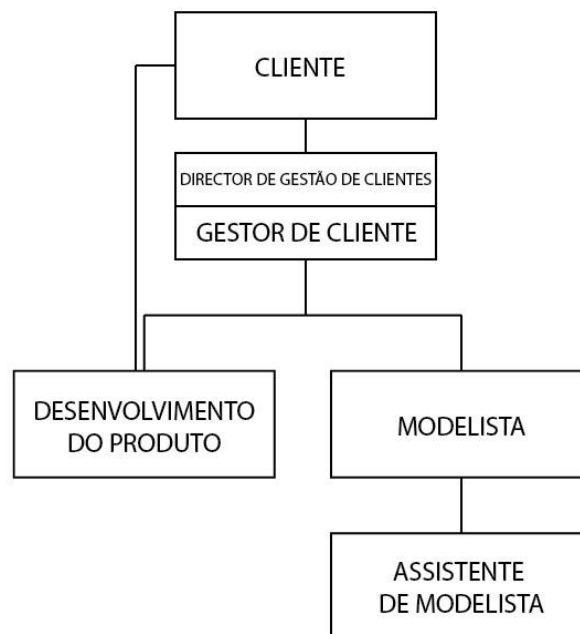 CLIENTE
DIRECTOR DE GESTÃO DE CLIENTES
GESTOR DE CLIENTE
DESENVOLVIMENTO
DO PRODUTO
MODELISTA
ASSISTENTE
DE MODELISTA